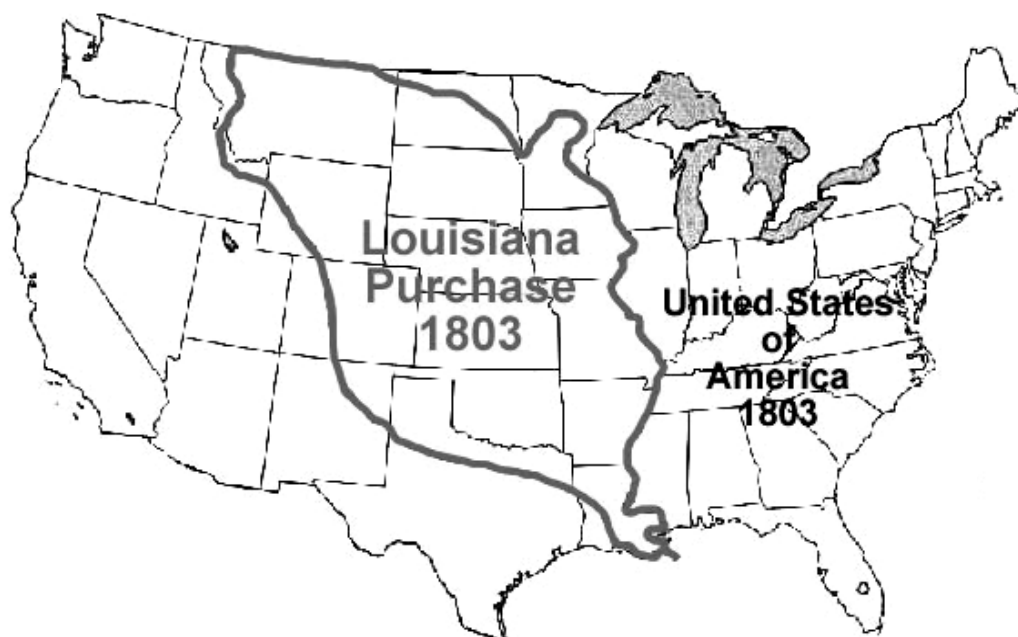 Louisiana
Purchase
1803
United States
of
America
1803